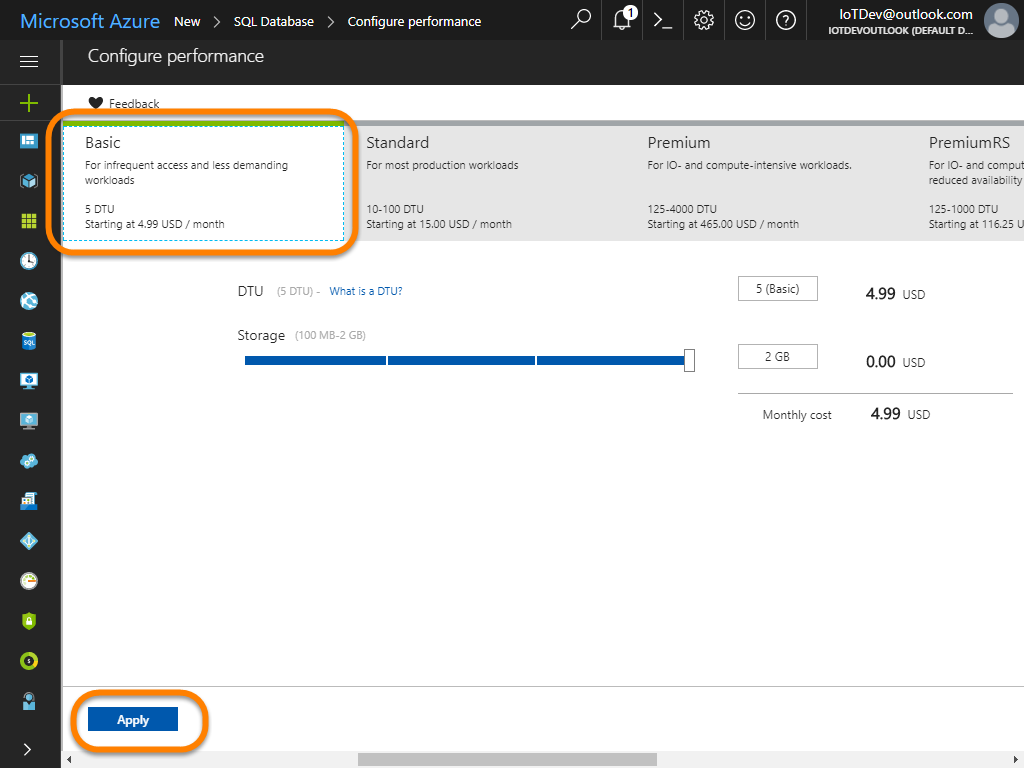 Microsoft Azure New > SQL Database > Configure performance
1
IoTDev@outlook.com
IOTDEVOUTLOOK (DEFAULT D...
Configure performance
Feedback
Basic
For infrequent access and less demanding
workloads
5 DTU
Starting at 4.99 USD / month
Standard
For most production workloads
10-100 DTU
Starting at 15.00 USD / month
Premium
For IO- and compute-intensive workloads.
125-4000 DTU
Starting at 465.00 USD / month
PremiumRS
For IO- and comput
reduced availability
125-1000 DTU
Starting at 116.25 U
DTU (5 DTU) - What is a DTU? 5 (Basic) 4.99 USD
Storage (100 MB-2 GB)
2 GB 0.00 USD
Monthly cost 4.99 USD
SQL
Apply